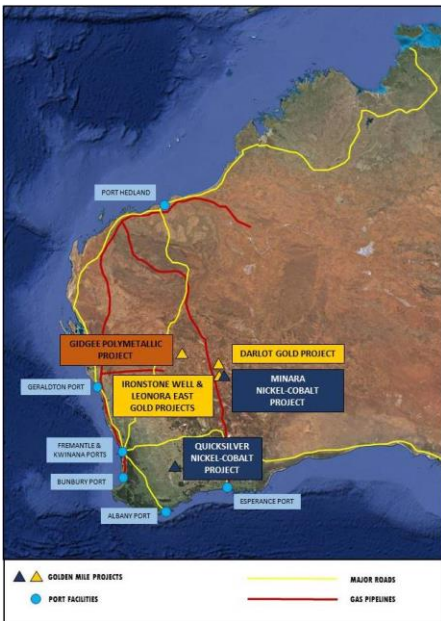 PORT HEDLAND
GIDGEE POLYMETALLIC
PROJECT
DARLOT GOLD PROJECT
IRONSTONE WELL &
LEONORA EAST
GOLD PROJECTS
MINARA
NICKEL-COBALT
PROJECT
GERALDTON PORT
FREMANTLE &
KWINANA PORTS
QUICKSILVER
NICKEL-COBALT
PROJECT
BUNBURY PORT
ESPERANCE PORT
ALBANY PORT
GOLDEN MILE PROJECTS
MAJOR ROADS
PORT FACILITIES
GAS PIPELINES